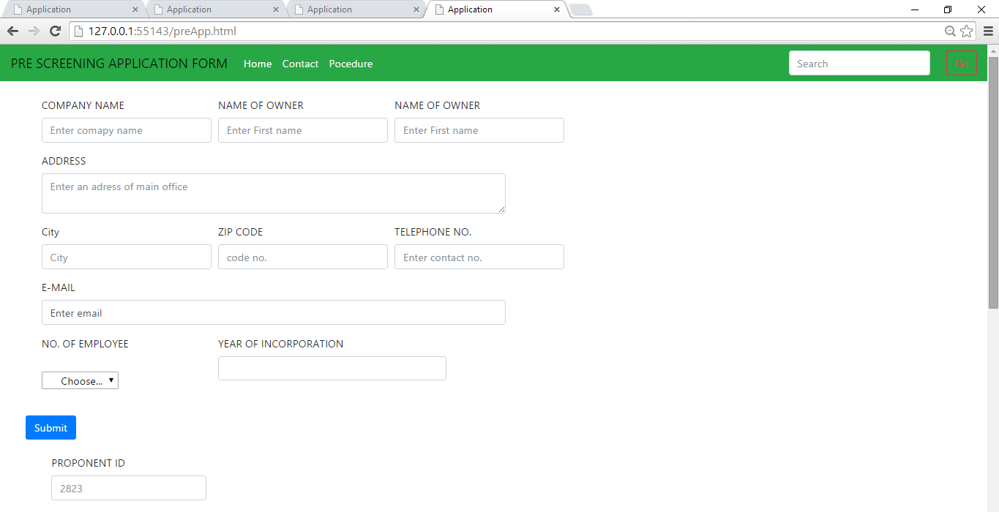 Application Application Application Application
127.0.0.1:55143/preApp.html
PRE SCREENING APPLICATION FORM Home Contact Pocedure Search Go
COMPANY NAME NAME OF OWNER NAME OF OWNER
Enter comapy name Enter First name Enter First name
ADDRESS
Enter an adress of main office
City ZIP CODE TELEPHONE NO.
City code no. Enter contact no.
E-MAIL
Enter email
NO. OF EMPLOYEE YEAR OF INCORPORATION
Choose...
Submit
PROPONENT ID
2823